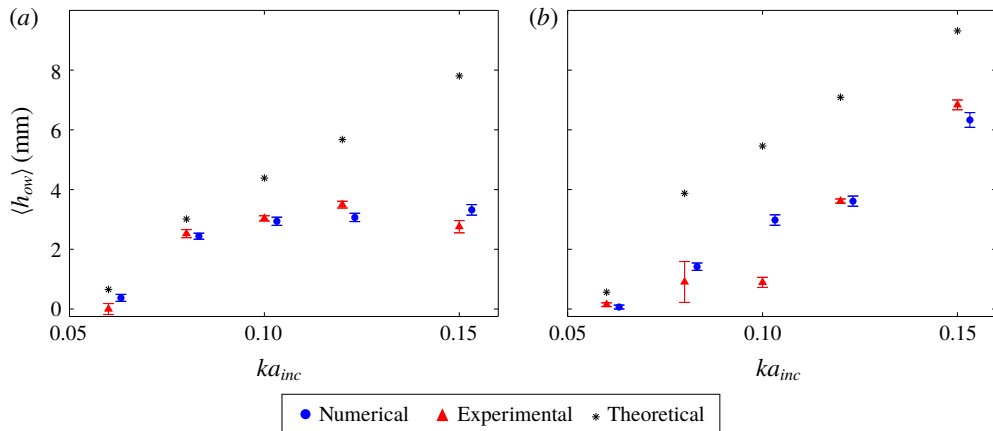 (a)
(b)
8
6
4
2
0
⟨h_ow⟩ (mm)
0.05 0.10 0.15
0.05 0.10 0.15
ka_inc
ka_inc
Numerical Experimental Theoretical